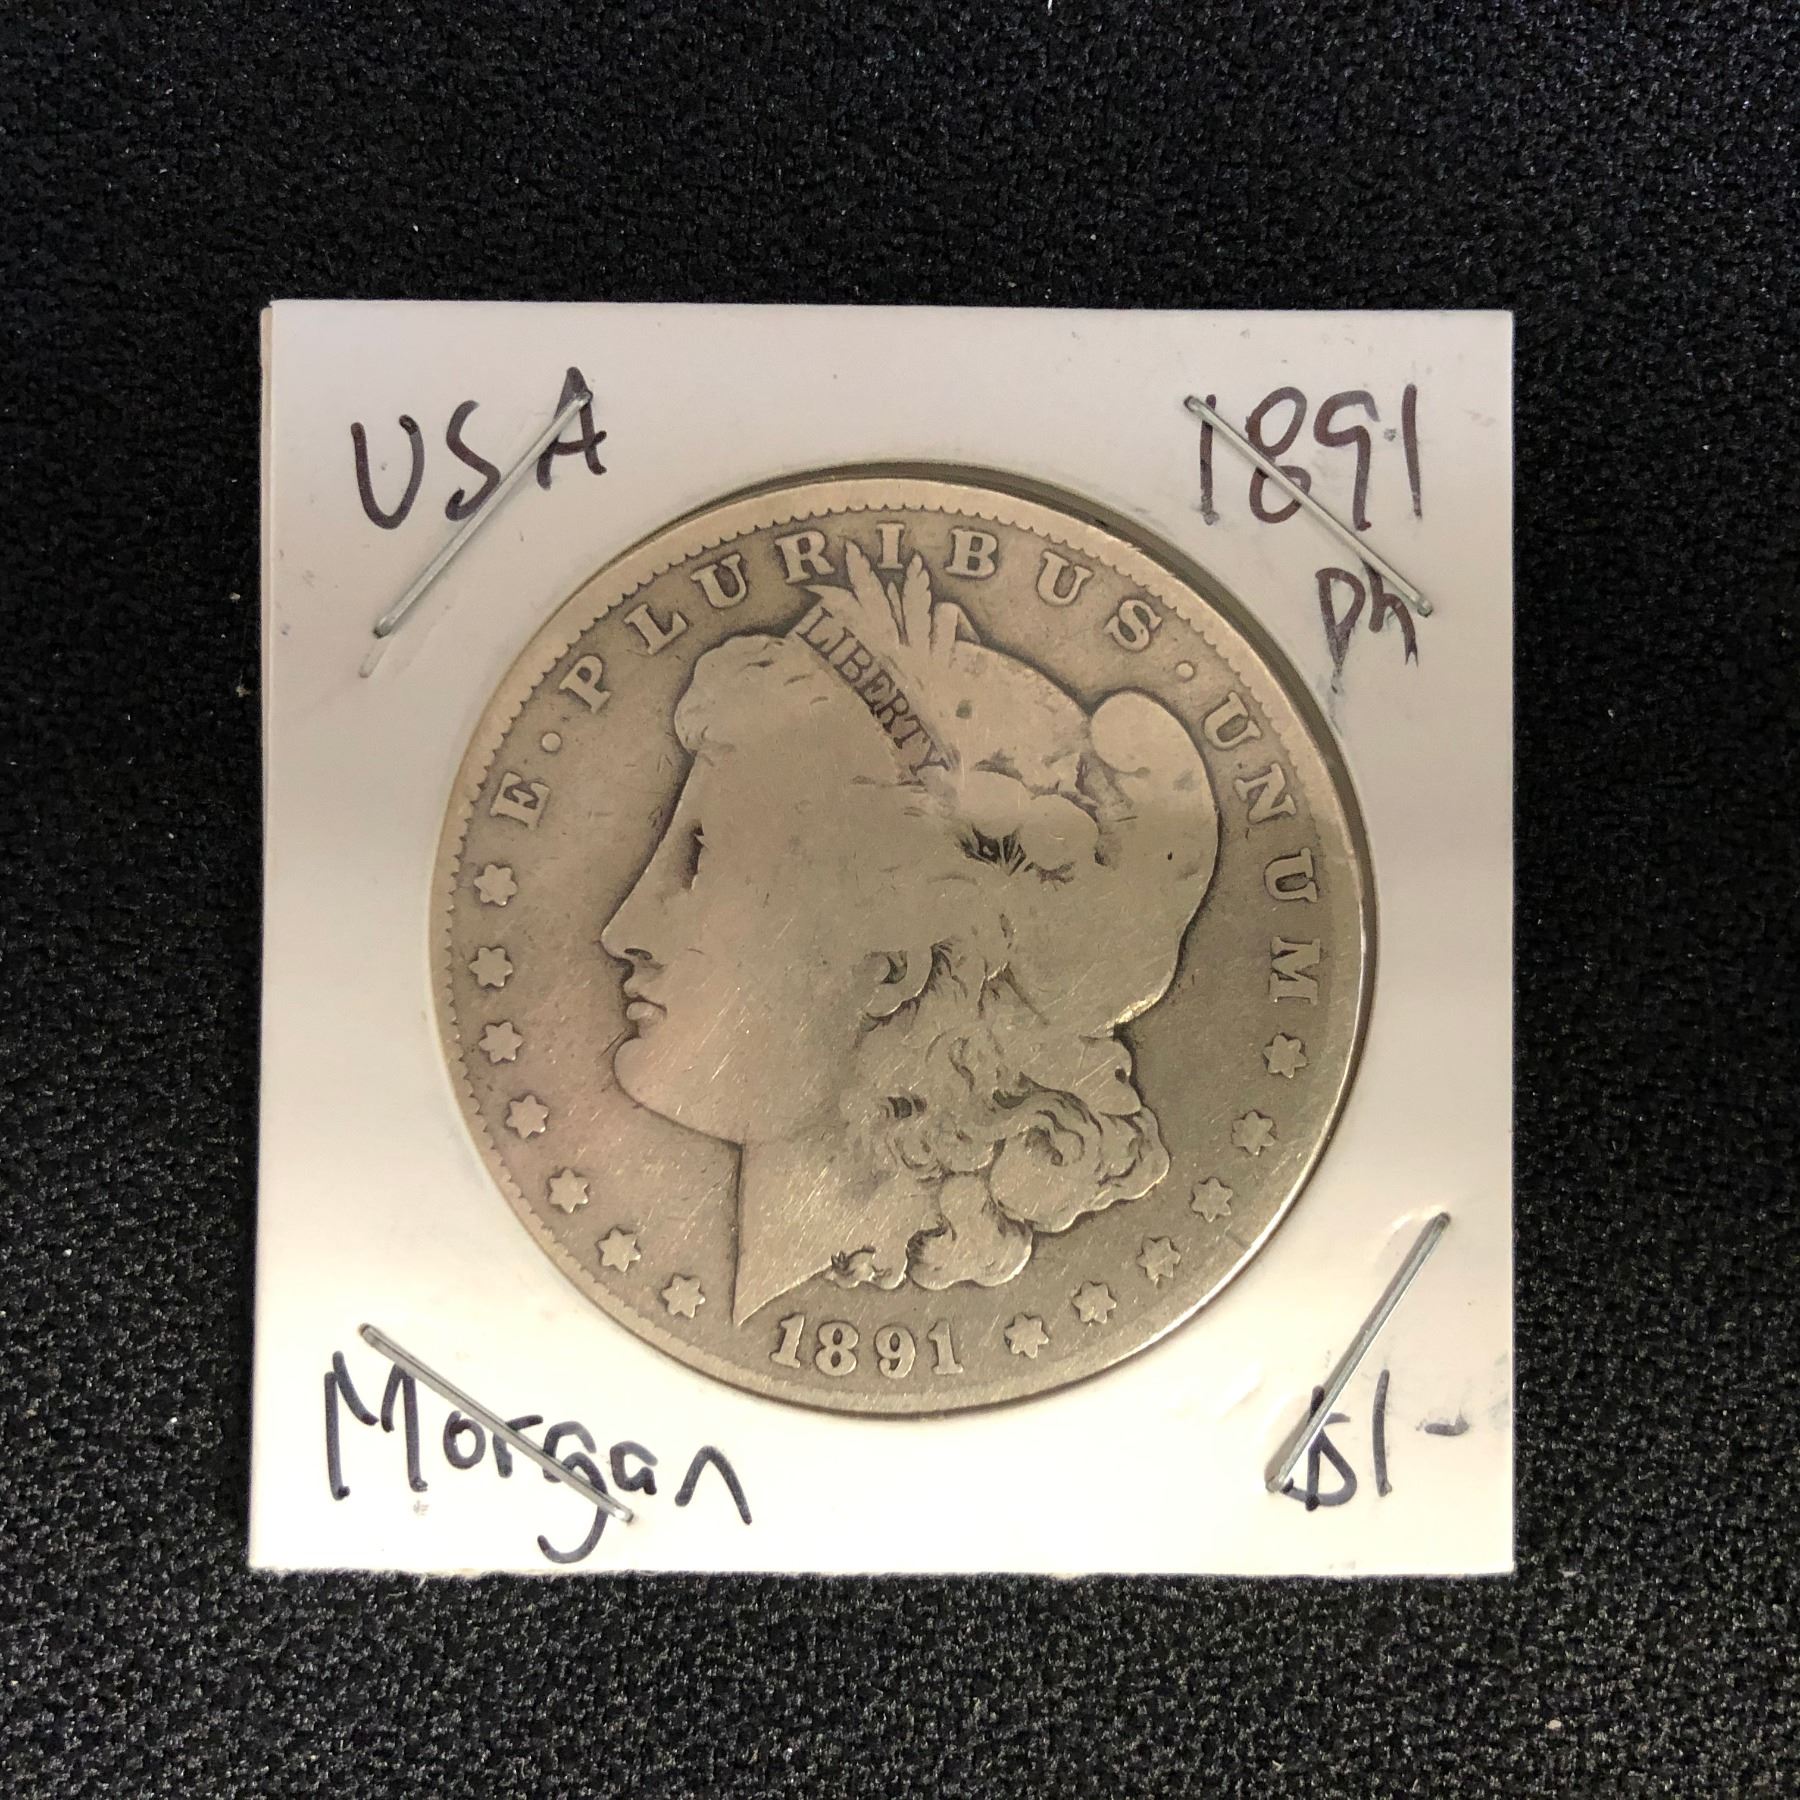 USA
1891
Ph
E · PLURIBUS · UNUM
LIBERTY
1891
Morgan
$1-